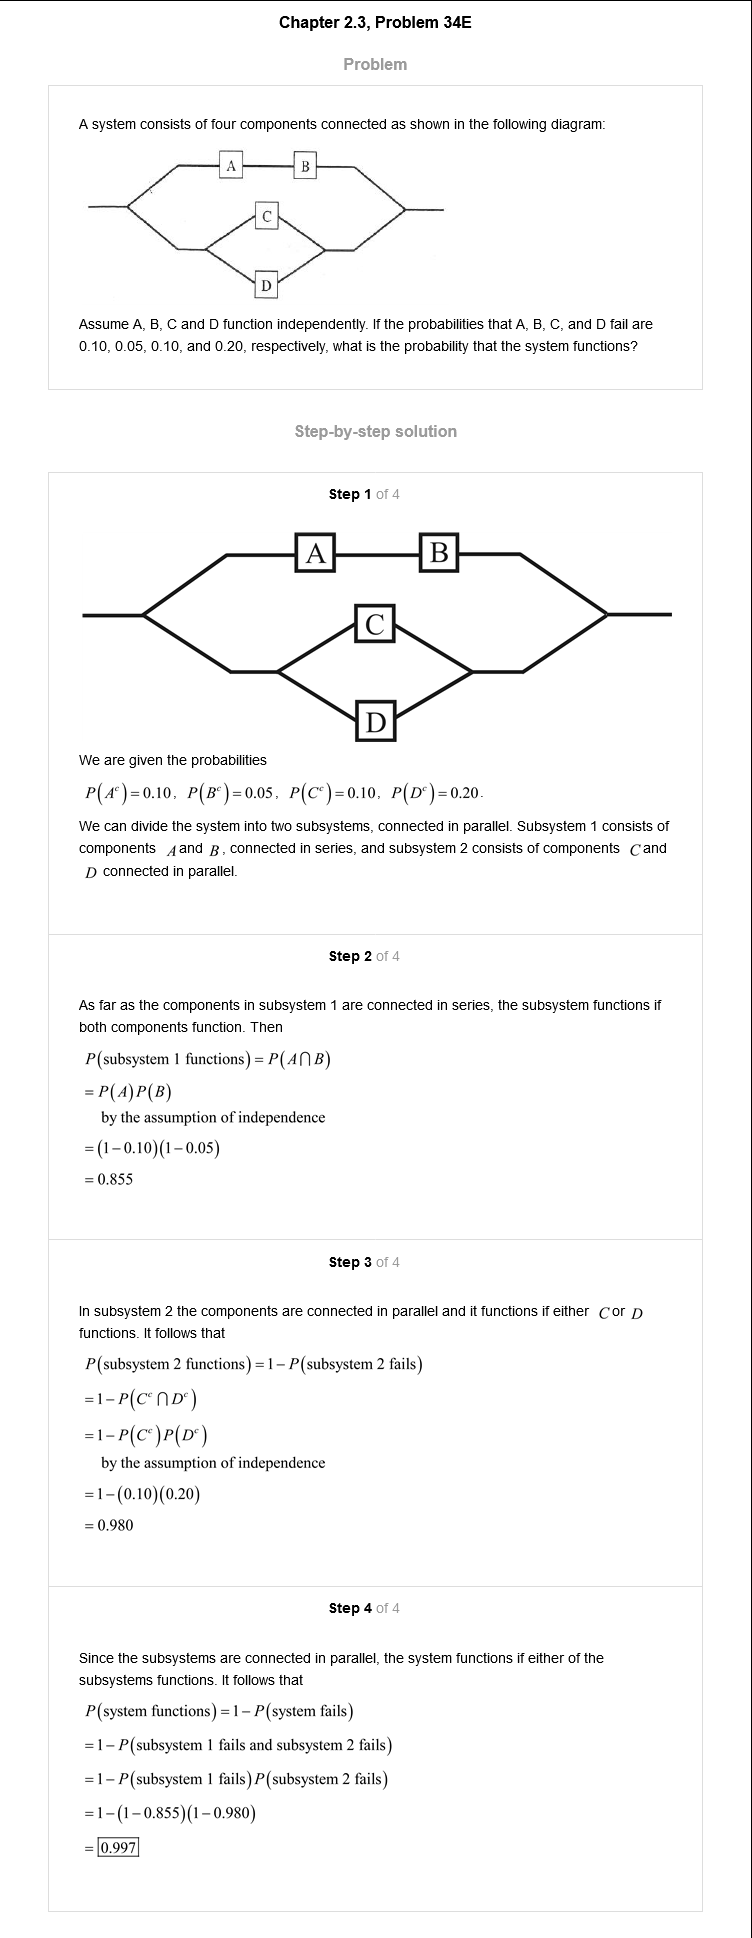 Chapter 2.3, Problem 34E
Problem
A system consists of four components connected as shown in the following diagram:
A B
C
D
Assume A, B, C and D function independently. If the probabilities that A, B, C, and D fail are
0.10, 0.05, 0.10, and 0.20, respectively, what is the probability that the system functions?
Step-by-step solution
Step 1 of 4
A B
C
D
We are given the probabilities
P(Aᶜ) = 0.10, P(Bᶜ) = 0.05, P(Cᶜ) = 0.10, P(Dᶜ) = 0.20.
We can divide the system into two subsystems, connected in parallel. Subsystem 1 consists of
components A and B, connected in series, and subsystem 2 consists of components C and
D connected in parallel.
Step 2 of 4
As far as the components in subsystem 1 are connected in series, the subsystem functions if
both components function. Then
P(subsystem 1 functions) = P(A∩B)
= P(A)P(B)
by the assumption of independence
= (1−0.10)(1−0.05)
= 0.855
Step 3 of 4
In subsystem 2 the components are connected in parallel and it functions if either C or D
functions. It follows that
P(subsystem 2 functions) = 1− P(subsystem 2 fails)
= 1− P(Cᶜ ∩ Dᶜ)
= 1− P(Cᶜ)P(Dᶜ)
by the assumption of independence
= 1−(0.10)(0.20)
= 0.980
Step 4 of 4
Since the subsystems are connected in parallel, the system functions if either of the
subsystems functions. It follows that
P(system functions) = 1− P(system fails)
= 1− P(subsystem 1 fails and subsystem 2 fails)
= 1− P(subsystem 1 fails)P(subsystem 2 fails)
= 1−(1−0.855)(1−0.980)
= 0.997